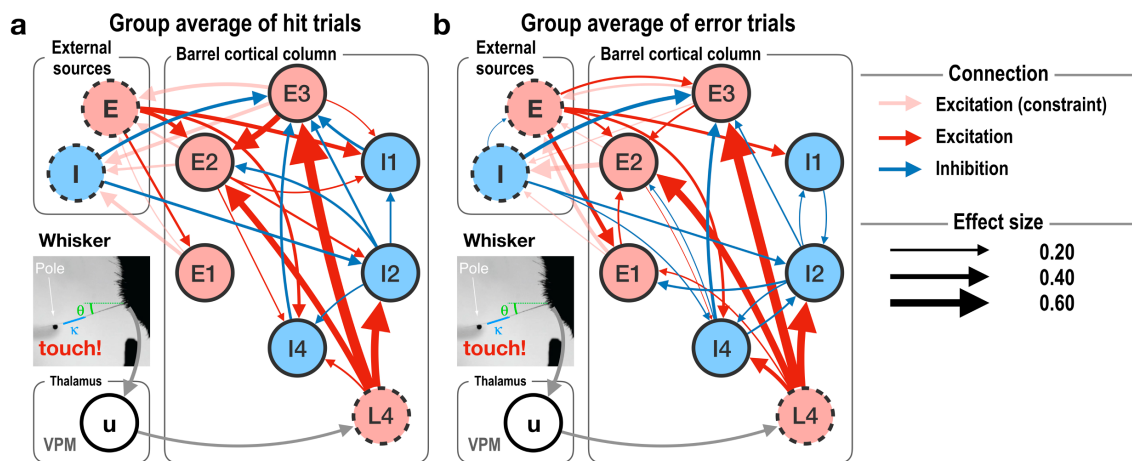 a
Group average of hit trials
External
sources
Barrel cortical column
E
I
E3
E2
I1
E1
I2
I4
L4
Whisker
Pole
θ
κ
touch!
Thalamus
u
VPM
b
Group average of error trials
External
sources
Barrel cortical column
E
I
E3
E2
I1
E1
I2
I4
L4
Whisker
Pole
θ
κ
touch!
Thalamus
u
VPM
Connection
Excitation (constraint)
Excitation
Inhibition
Effect size
0.20
0.40
0.60